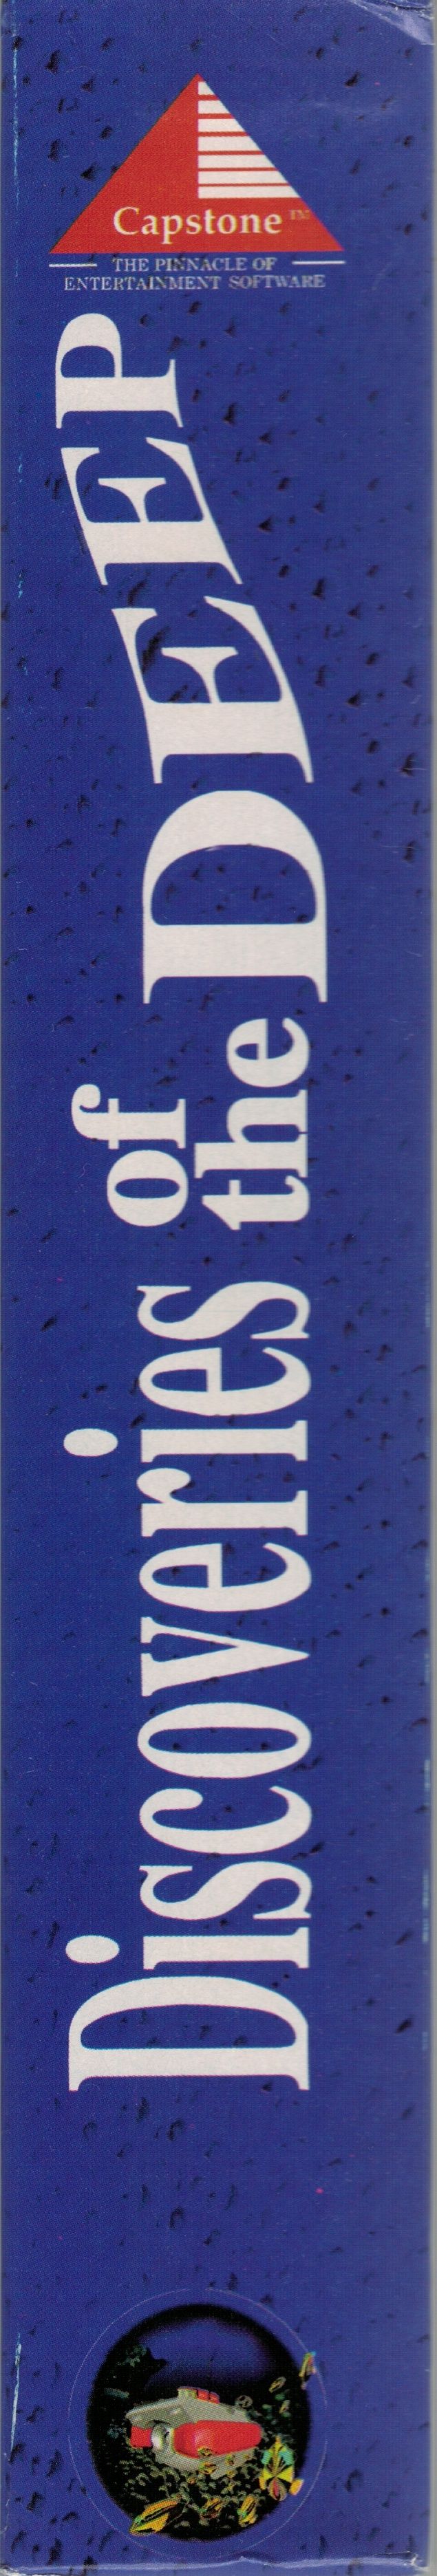 Capstone™
THE PINNACLE OF
ENTERTAINMENT SOFTWARE
Discoveries of the DEEP